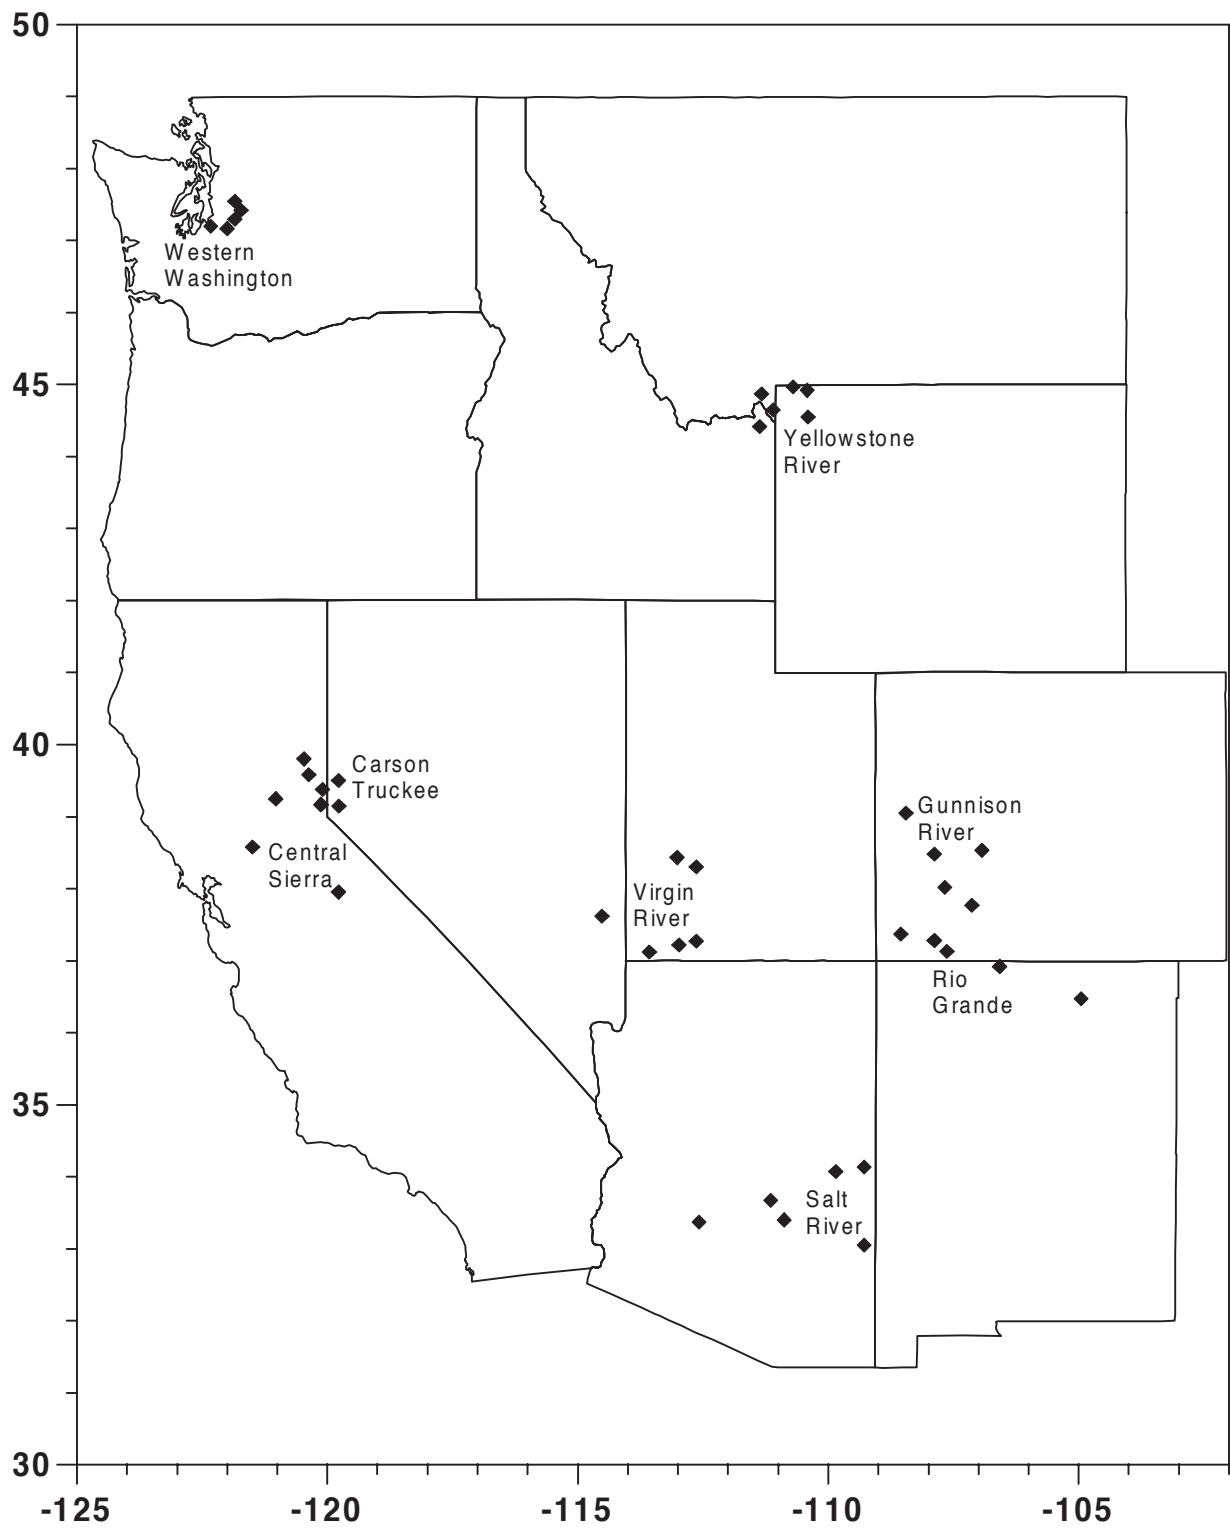 50
Western
Washington
45
Yellowstone
River
40
Carson
Truckee
Gunnison
River
Central
Sierra
Virgin
River
Rio
Grande
35
Salt
River
30
-125
-120
-115
-110
-105